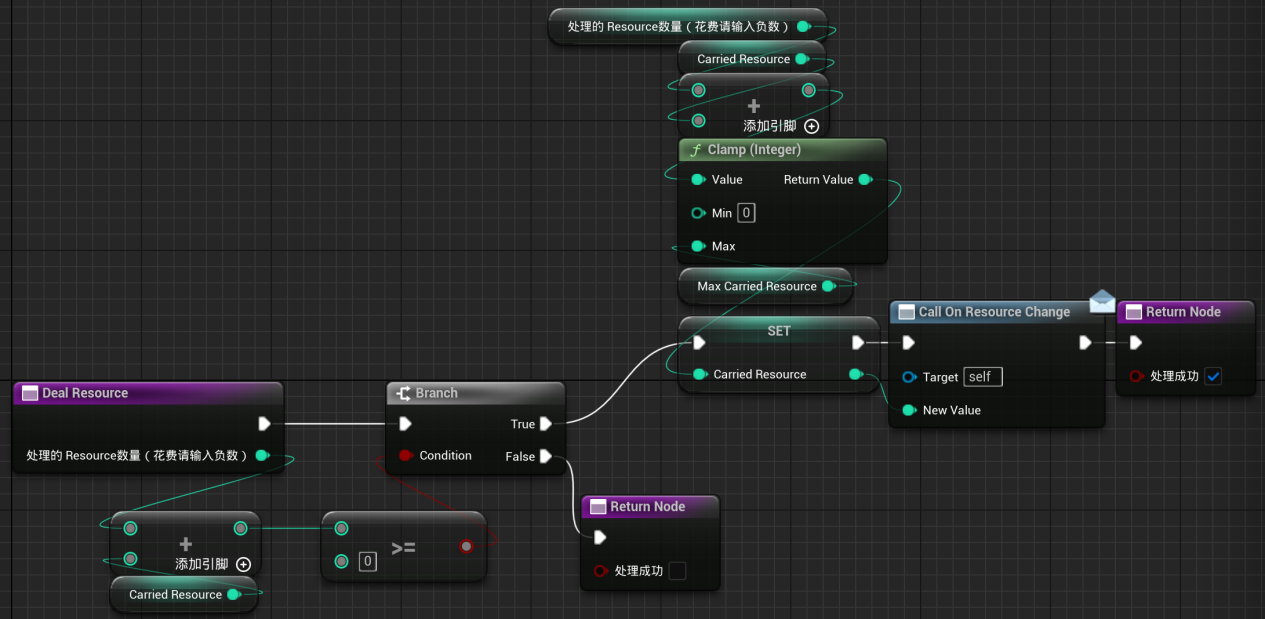 处理的 Resource数量（花费请输入负数）
Carried Resource
+
添加引脚
Clamp (Integer)
Value Return Value
Min 0
Max
Max Carried Resource
SET
Carried Resource
Call On Resource Change
Target self
New Value
Return Node
处理成功
Deal Resource
处理的 Resource数量（花费请输入负数）
Branch
True
Condition False
+
添加引脚
Carried Resource
>=
0
Return Node
处理成功